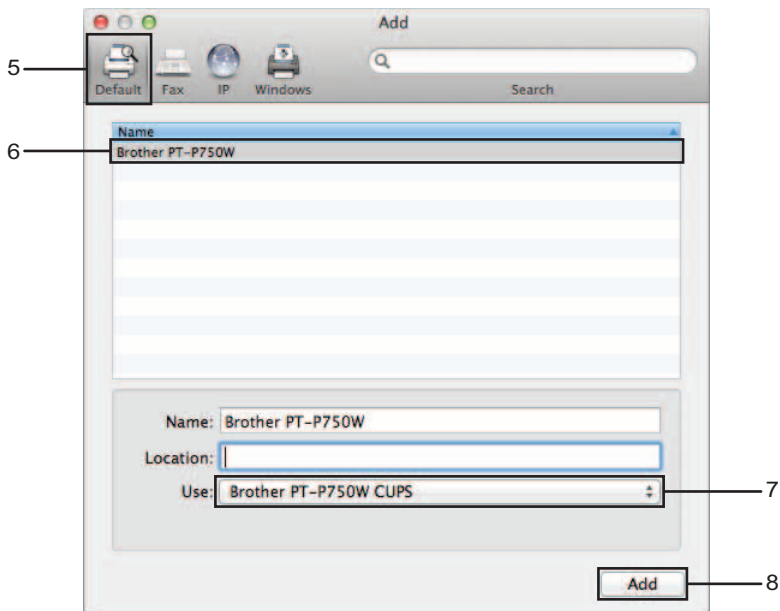 Add
5
Default Fax IP Windows Search
Name
6
Brother PT-P750W
Name: Brother PT-P750W
Location:
Use: Brother PT-P750W CUPS
7
Add
8